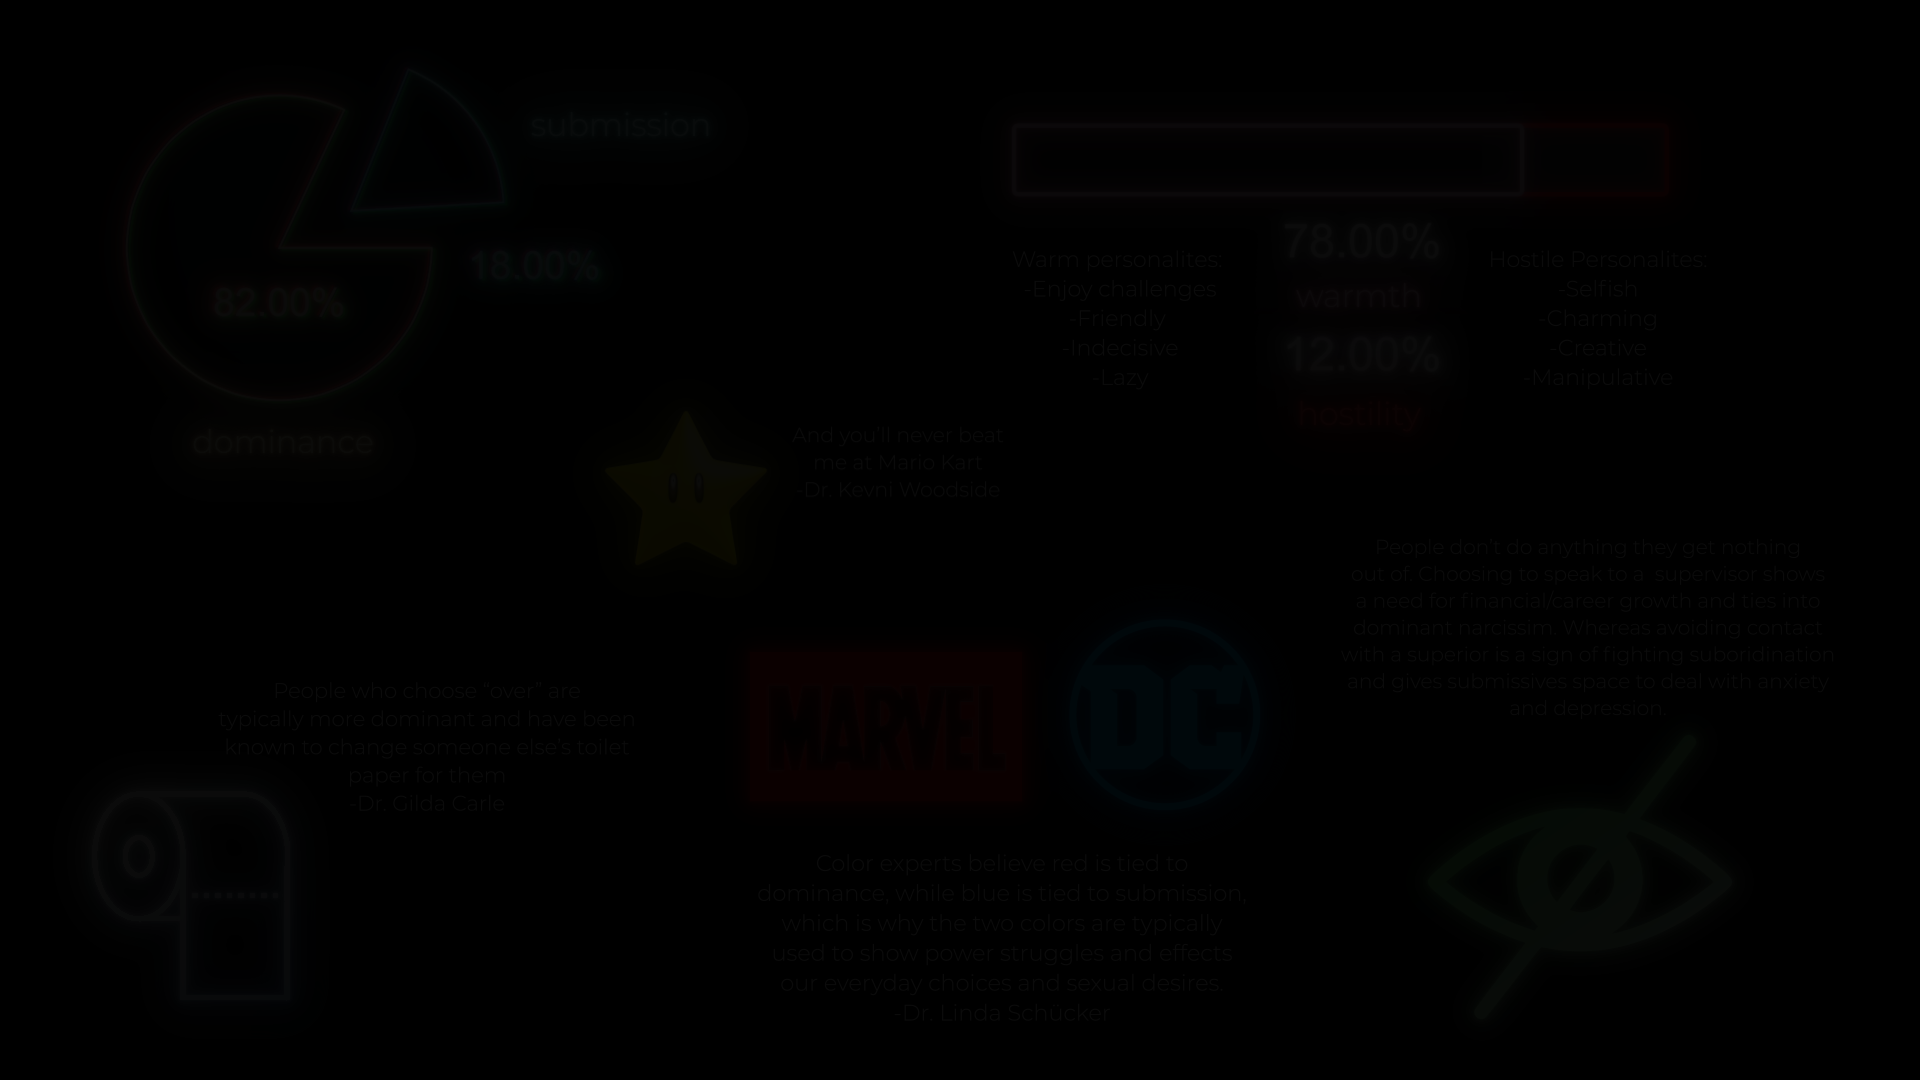 submission
18.00%
82.00%
dominance
78.00%
warmth
12.00%
hostility
Warm personalites:
-Enjoy challenges
-Friendly
-Indecisive
-Lazy
Hostile Personalites:
-Selfish
-Charming
-Creative
-Manipulative
And you'll never beat
me at Mario Kart
-Dr. Kevni Woodside
People don't do anything they get nothing
out of. Choosing to speak to a supervisor shows
a need for financial/career growth and ties into
dominant narcissim. Whereas avoiding contact
with a superior is a sign of fighting suboridination
and gives submissives space to deal with anxiety
and depression.
People who choose "over" are
typically more dominant and have been
known to change someone else's toilet
paper for them
-Dr. Gilda Carle
MARVEL
DC
Color experts believe red is tied to
dominance, while blue is tied to submission,
which is why the two colors are typically
used to show power struggles and effects
our everyday choices and sexual desires.
-Dr. Linda Schucker